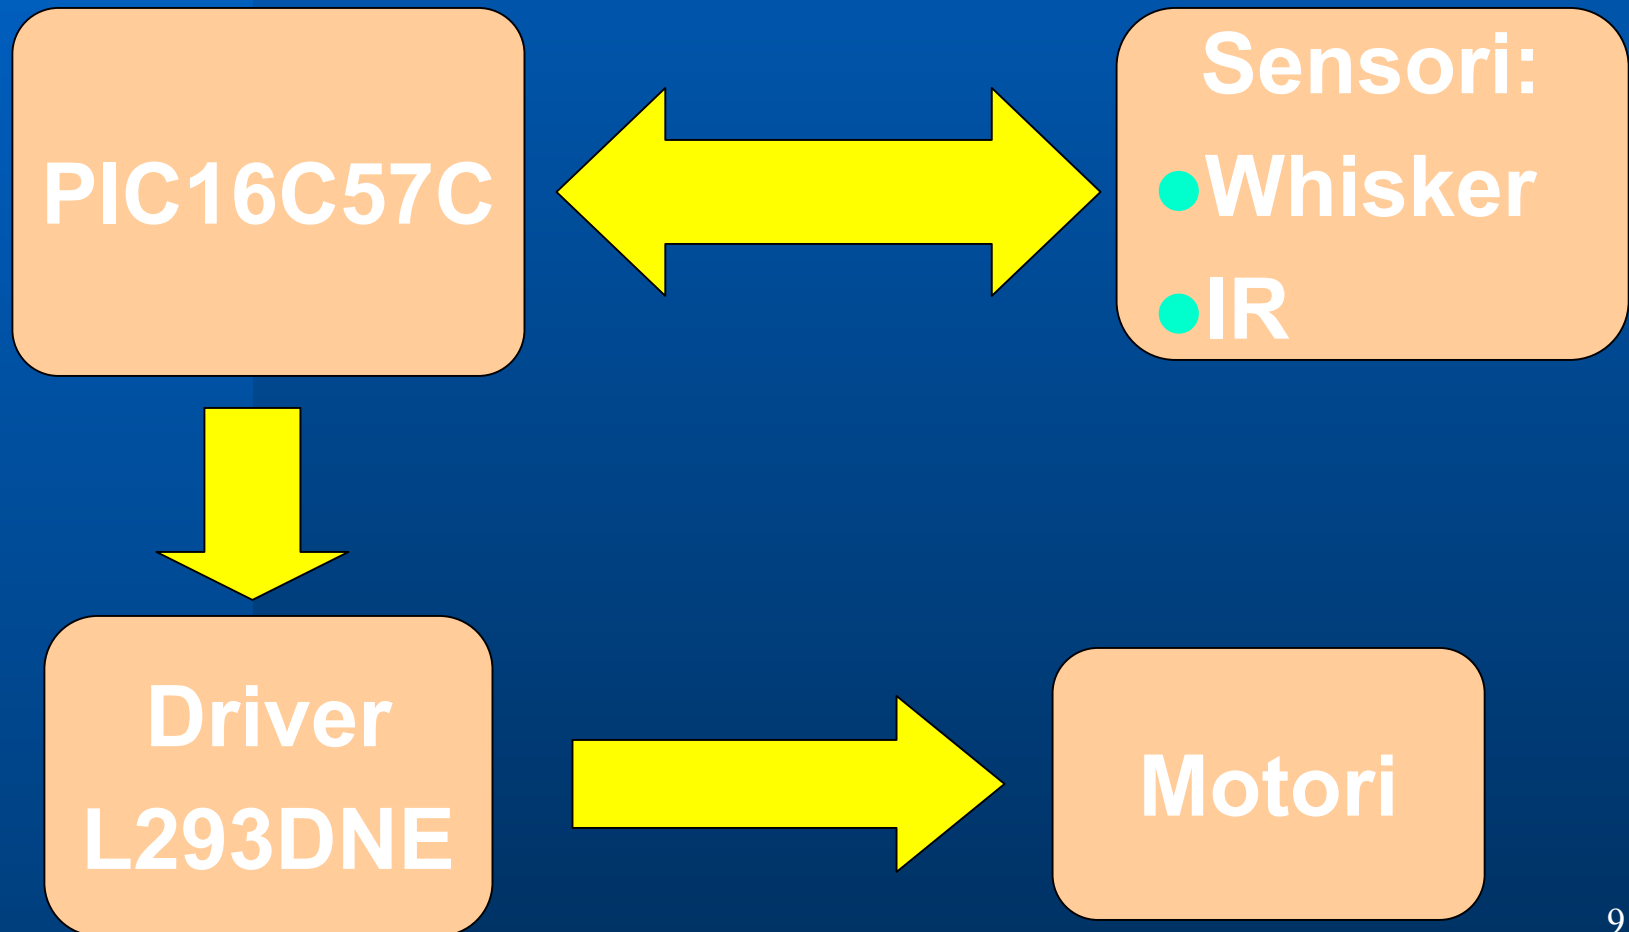 PIC16C57C
Sensori:
●Whisker
●IR
Driver
L293DNE
Motori
9